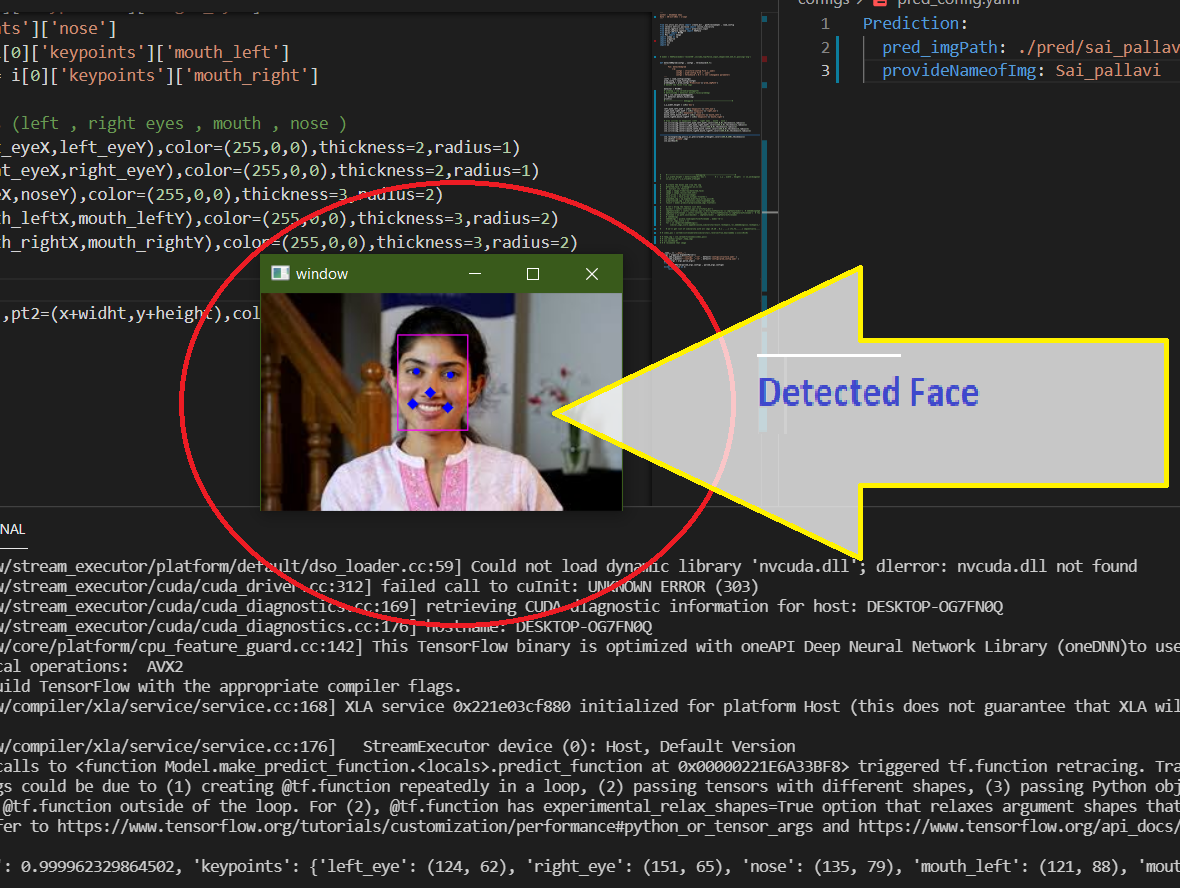 configs > pred_config.yaml
nts']['nose']
i[0]['keypoints']['mouth_left']
= i[0]['keypoints']['mouth_right']
(left , right eyes , mouth , nose )
t_eyeX,left_eyeY),color=(255,0,0),thickness=2,radius=1)
ht_eyeX,right_eyeY),color=(255,0,0),thickness=2,radius=1)
eX,noseY),color=(255,0,0),thickness=3,radius=2)
th_leftX,mouth_leftY),color=(255,0,0),thickness=3,radius=2)
th_rightX,mouth_rightY),color=(255,0,0),thickness=3,radius=2)
,pt2=(x+widht,y+height),col
1 Prediction:
2 pred_imgPath: ./pred/sai_pallav
3 provideNameofImg: Sai_pallavi
window
Detected Face
NAL
w/stream_executor/platform/default/dso_loader.cc:59] Could not load dynamic library 'nvcuda.dll'; dlerror: nvcuda.dll not found
w/stream_executor/cuda/cuda_driver.cc:312] failed call to cuInit: UNKNOWN ERROR (303)
w/stream_executor/cuda/cuda_diagnostics.cc:169] retrieving CUDA diagnostic information for host: DESKTOP-OG7FN0Q
w/stream_executor/cuda/cuda_diagnostics.cc:176] hostname: DESKTOP-OG7FN0Q
w/core/platform/cpu_feature_guard.cc:142] This TensorFlow binary is optimized with oneAPI Deep Neural Network Library (oneDNN)to use
cal operations:  AVX2
uild TensorFlow with the appropriate compiler flags.
w/compiler/xla/service/service.cc:168] XLA service 0x221e03cf880 initialized for platform Host (this does not guarantee that XLA wil
w/compiler/xla/service/service.cc:176]   StreamExecutor device (0): Host, Default Version
calls to <function Model.make_predict_function.<locals>.predict_function at 0x00000221E6A33BF8> triggered tf.function retracing. Tra
gs could be due to (1) creating @tf.function repeatedly in a loop, (2) passing tensors with different shapes, (3) passing Python obj
@tf.function outside of the loop. For (2), @tf.function has experimental_relax_shapes=True option that relaxes argument shapes that
fer to https://www.tensorflow.org/tutorials/customization/performance#python_or_tensor_args and https://www.tensorflow.org/api_docs/
': 0.999962329864502, 'keypoints': {'left_eye': (124, 62), 'right_eye': (151, 65), 'nose': (135, 79), 'mouth_left': (121, 88), 'mout